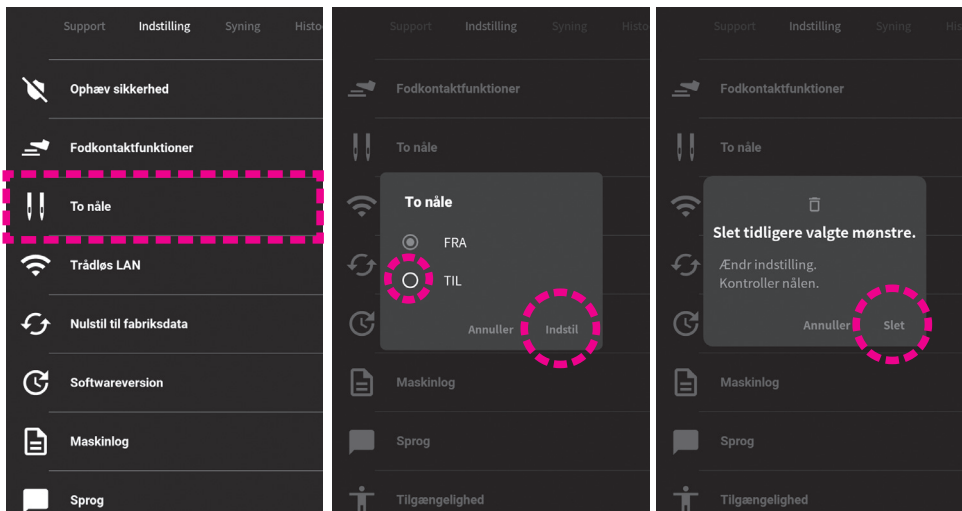 Support Indstilling Syning Histo
Ophæv sikkerhed
Fodkontaktfunktioner
To nåle
Trådløs LAN
Nulstil til fabriksdata
Softwareversion
Maskinlog
Sprog
Support Indstilling Syning Histo
Fodkontaktfunktioner
To nåle
To nåle
FRA
TIL
Annuller Indstil
Maskinlog
Sprog
Tilgængelighed
Support Indstilling Syning His
Fodkontaktfunktioner
To nåle
Slet tidligere valgte mønstre.
Ændr indstilling.
Kontroller nålen.
Annuller Slet
Maskinlog
Sprog
Tilgængelighed